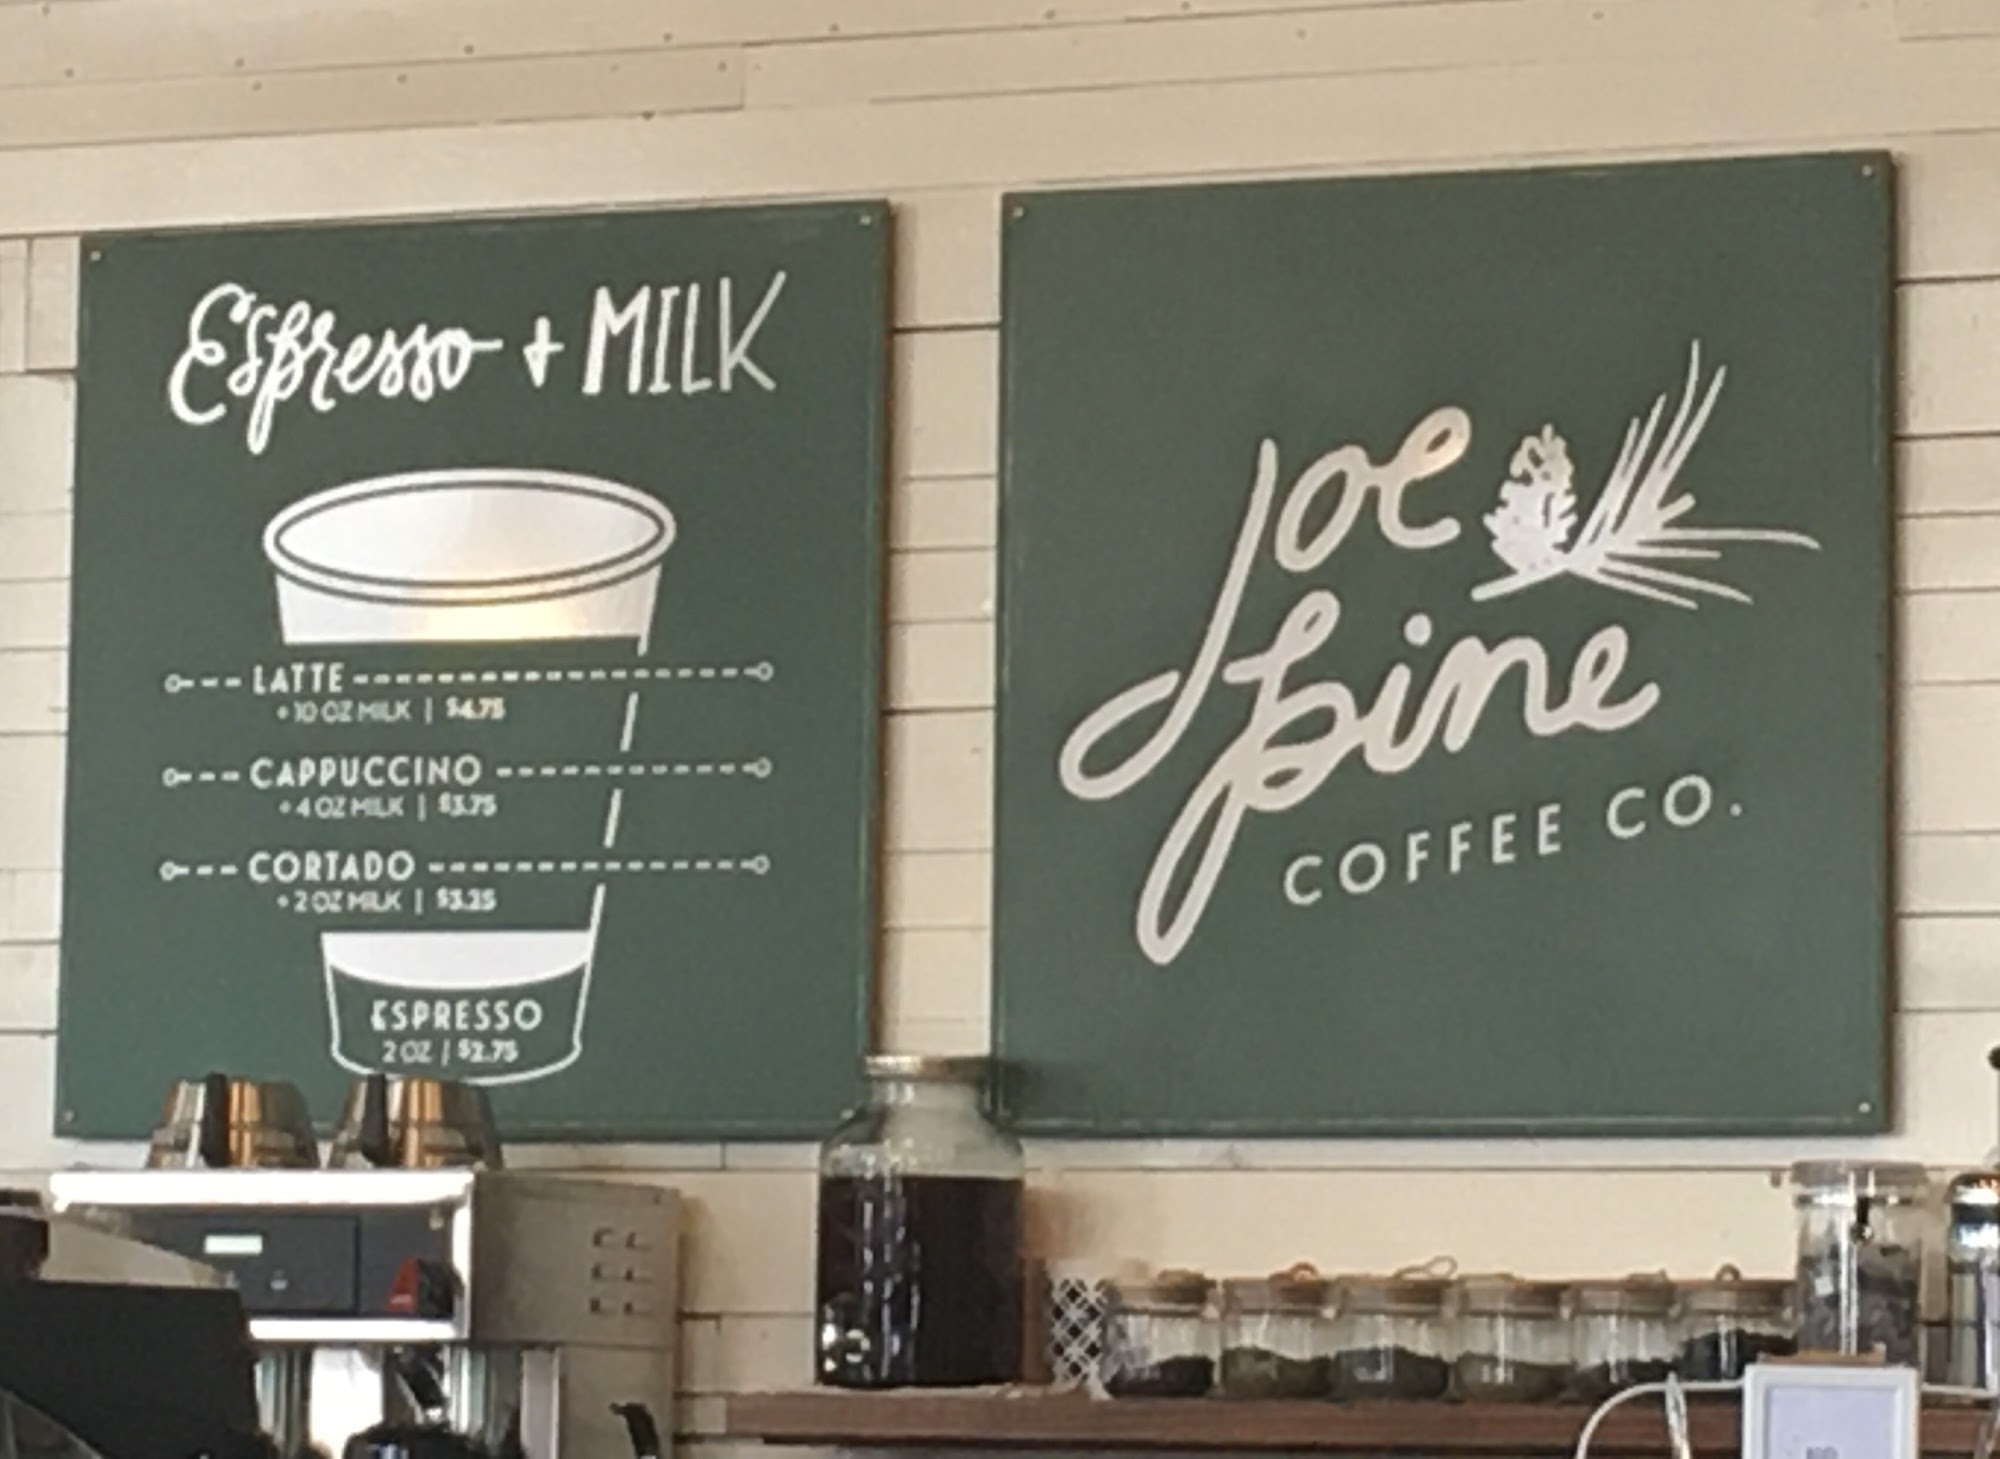 Espresso + MILK
LATTE
+10 OZ MILK | $4.75
CAPPUCCINO
+4 OZ MILK | $3.75
CORTADO
+2 OZ MILK | $3.25
ESPRESSO
2 OZ / $2.75
Joe
pine
COFFEE CO.